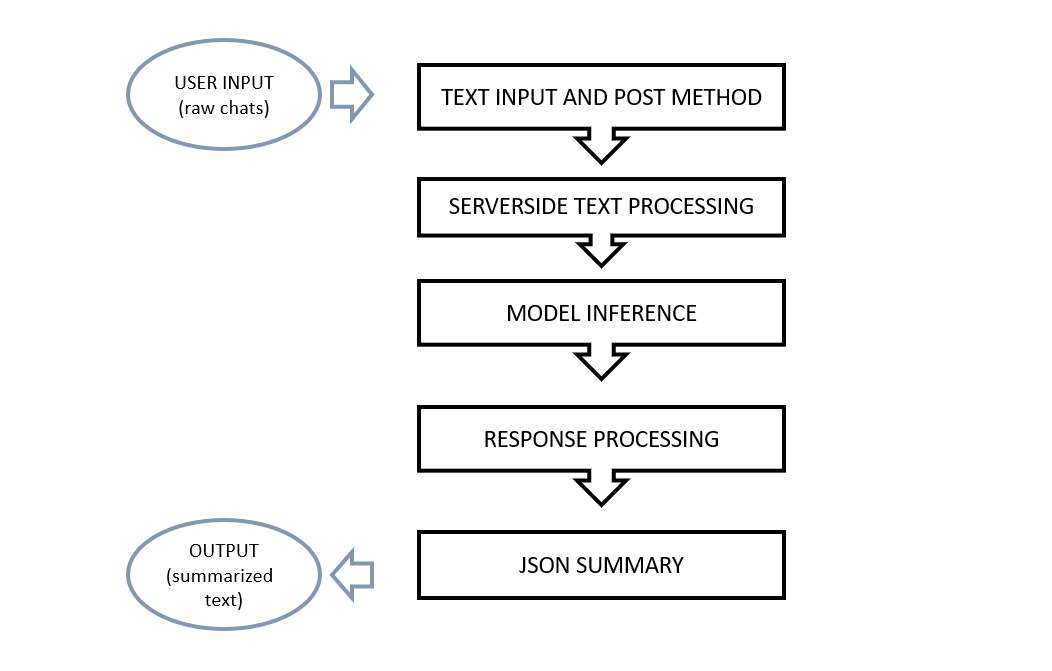 USER INPUT
(raw chats)
TEXT INPUT AND POST METHOD
SERVERSIDE TEXT PROCESSING
MODEL INFERENCE
RESPONSE PROCESSING
JSON SUMMARY
OUTPUT
(summarized
text)